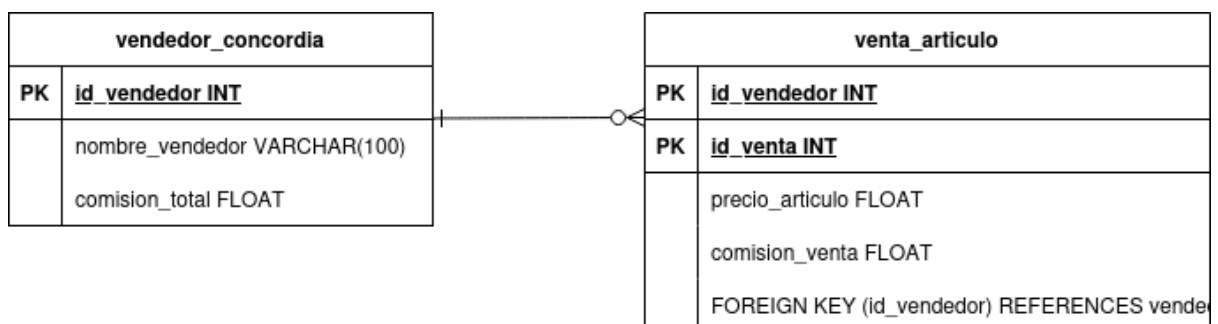 vendedor_concordia
PK id_vendedor INT
nombre_vendedor VARCHAR(100)
comision_total FLOAT
venta_articulo
PK id_vendedor INT
PK id_venta INT
precio_articulo FLOAT
comision_venta FLOAT
FOREIGN KEY (id_vendedor) REFERENCES